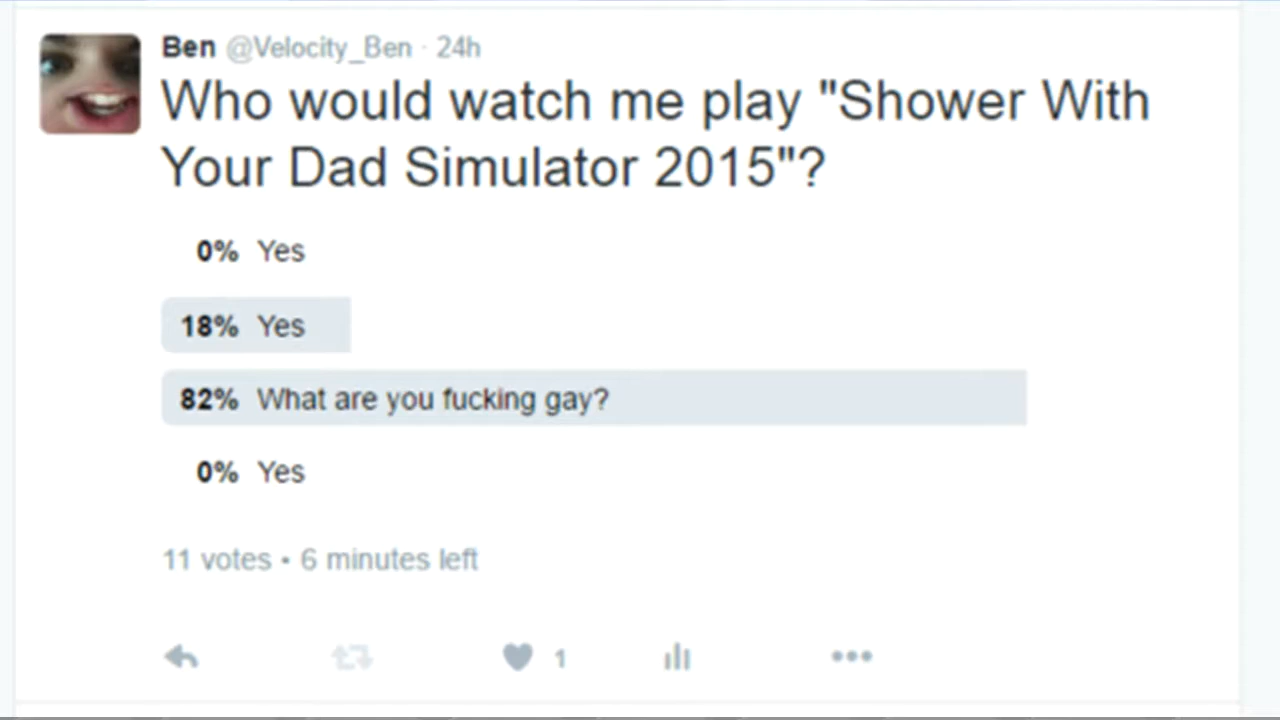 Ben @Velocity_Ben · 24h
Who would watch me play "Shower With
Your Dad Simulator 2015"?
0% Yes
18% Yes
82% What are you fucking gay?
0% Yes
11 votes • 6 minutes left
1